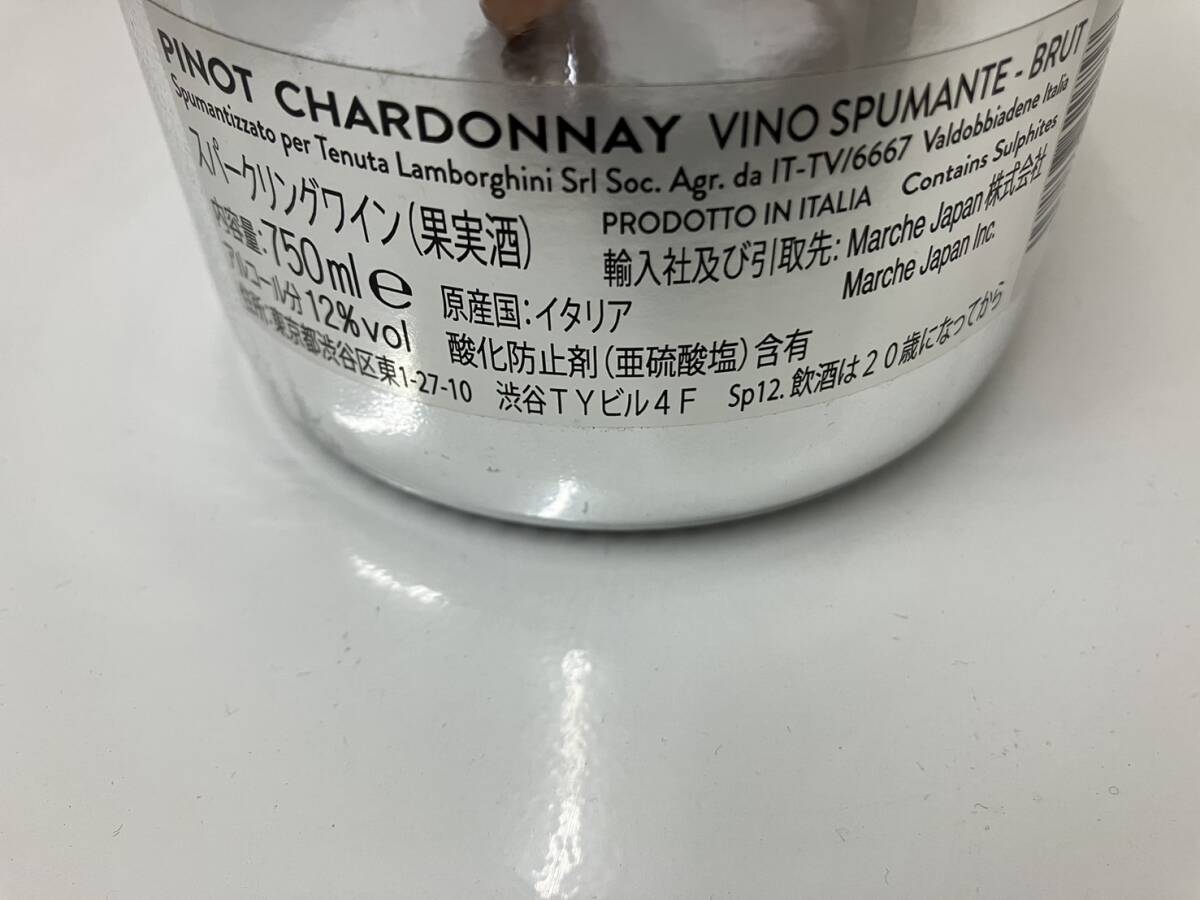 PINOT CHARDONNAY VINO SPUMANTE - BRUT
Spumantizzato per Tenuta Lamborghini Srl Soc. Agr. da IT-TV/6667 Valdobbiadene Italia
PRODOTTO IN ITALIA Contains Sulphites
スパークリングワイン(果実酒)
輸入社及び引取先: Marche Japan株式会社
Marche Japan Inc.
内容量:750ml e
原産国:イタリア
アルコール分12%vol
酸化防止剤(亜硫酸塩)含有
住所:東京都渋谷区東1-27-10 渋谷TYビル4F Sp12. 飲酒は20歳になってから